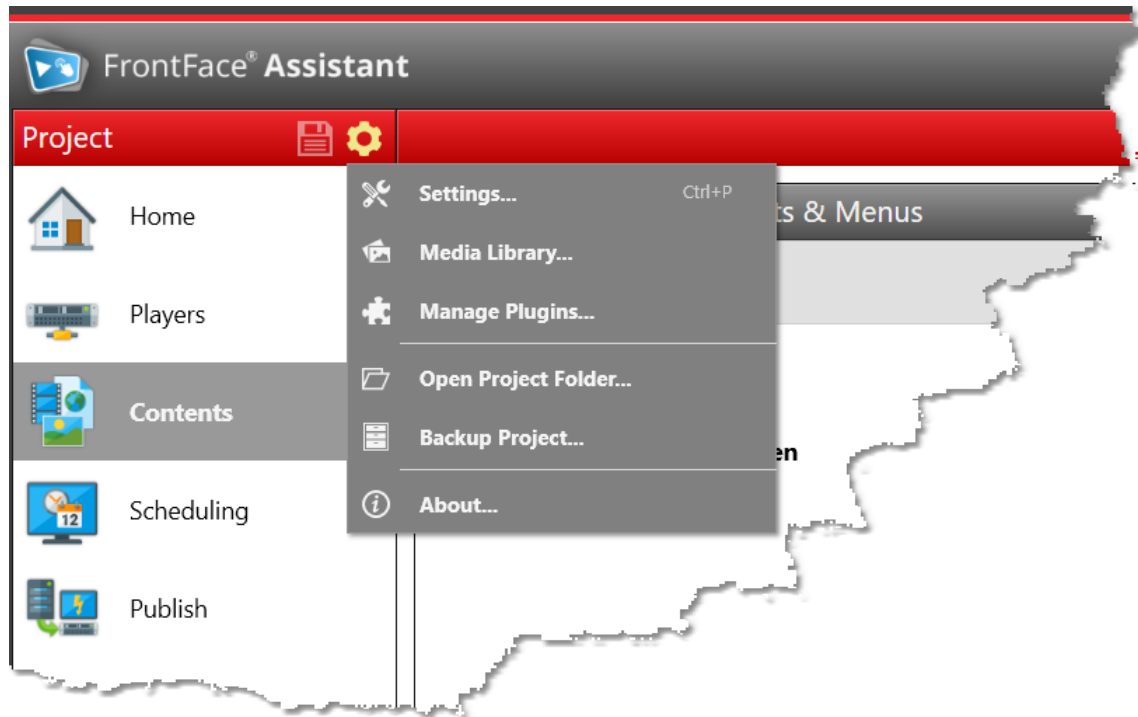 FrontFace® Assistant
Project
Home
Players
Contents
Scheduling
12
Publish
Settings... Ctrl+P
Media Library...
Manage Plugins...
Open Project Folder...
Backup Project...
About...
ts & Menus
en